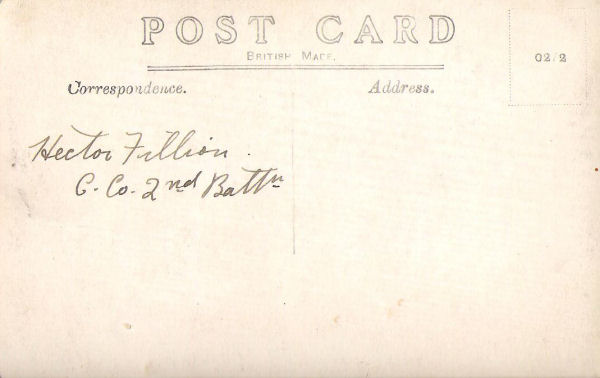 POST CARD
BRITISH MADE.
Correspondence.
Address.
02/2
Hector Fillion.
C. Co. 2nd Battn